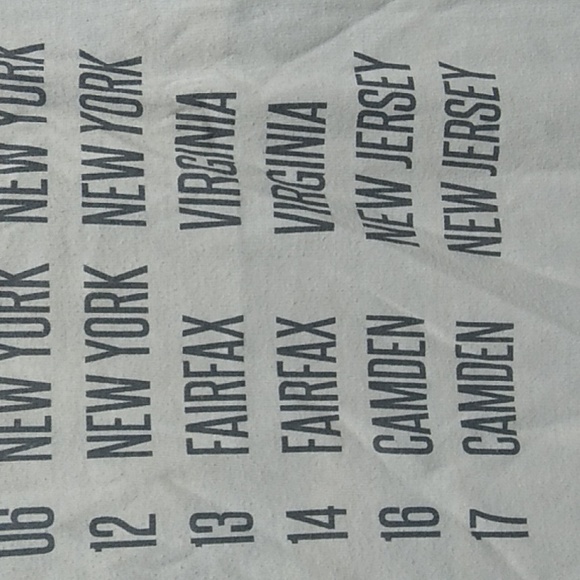 06 NEW YORK NEW YORK
12 NEW YORK NEW YORK
13 FAIRFAX VIRGINIA
14 FAIRFAX VIRGINIA
16 CAMDEN NEW JERSEY
17 CAMDEN NEW JERSEY